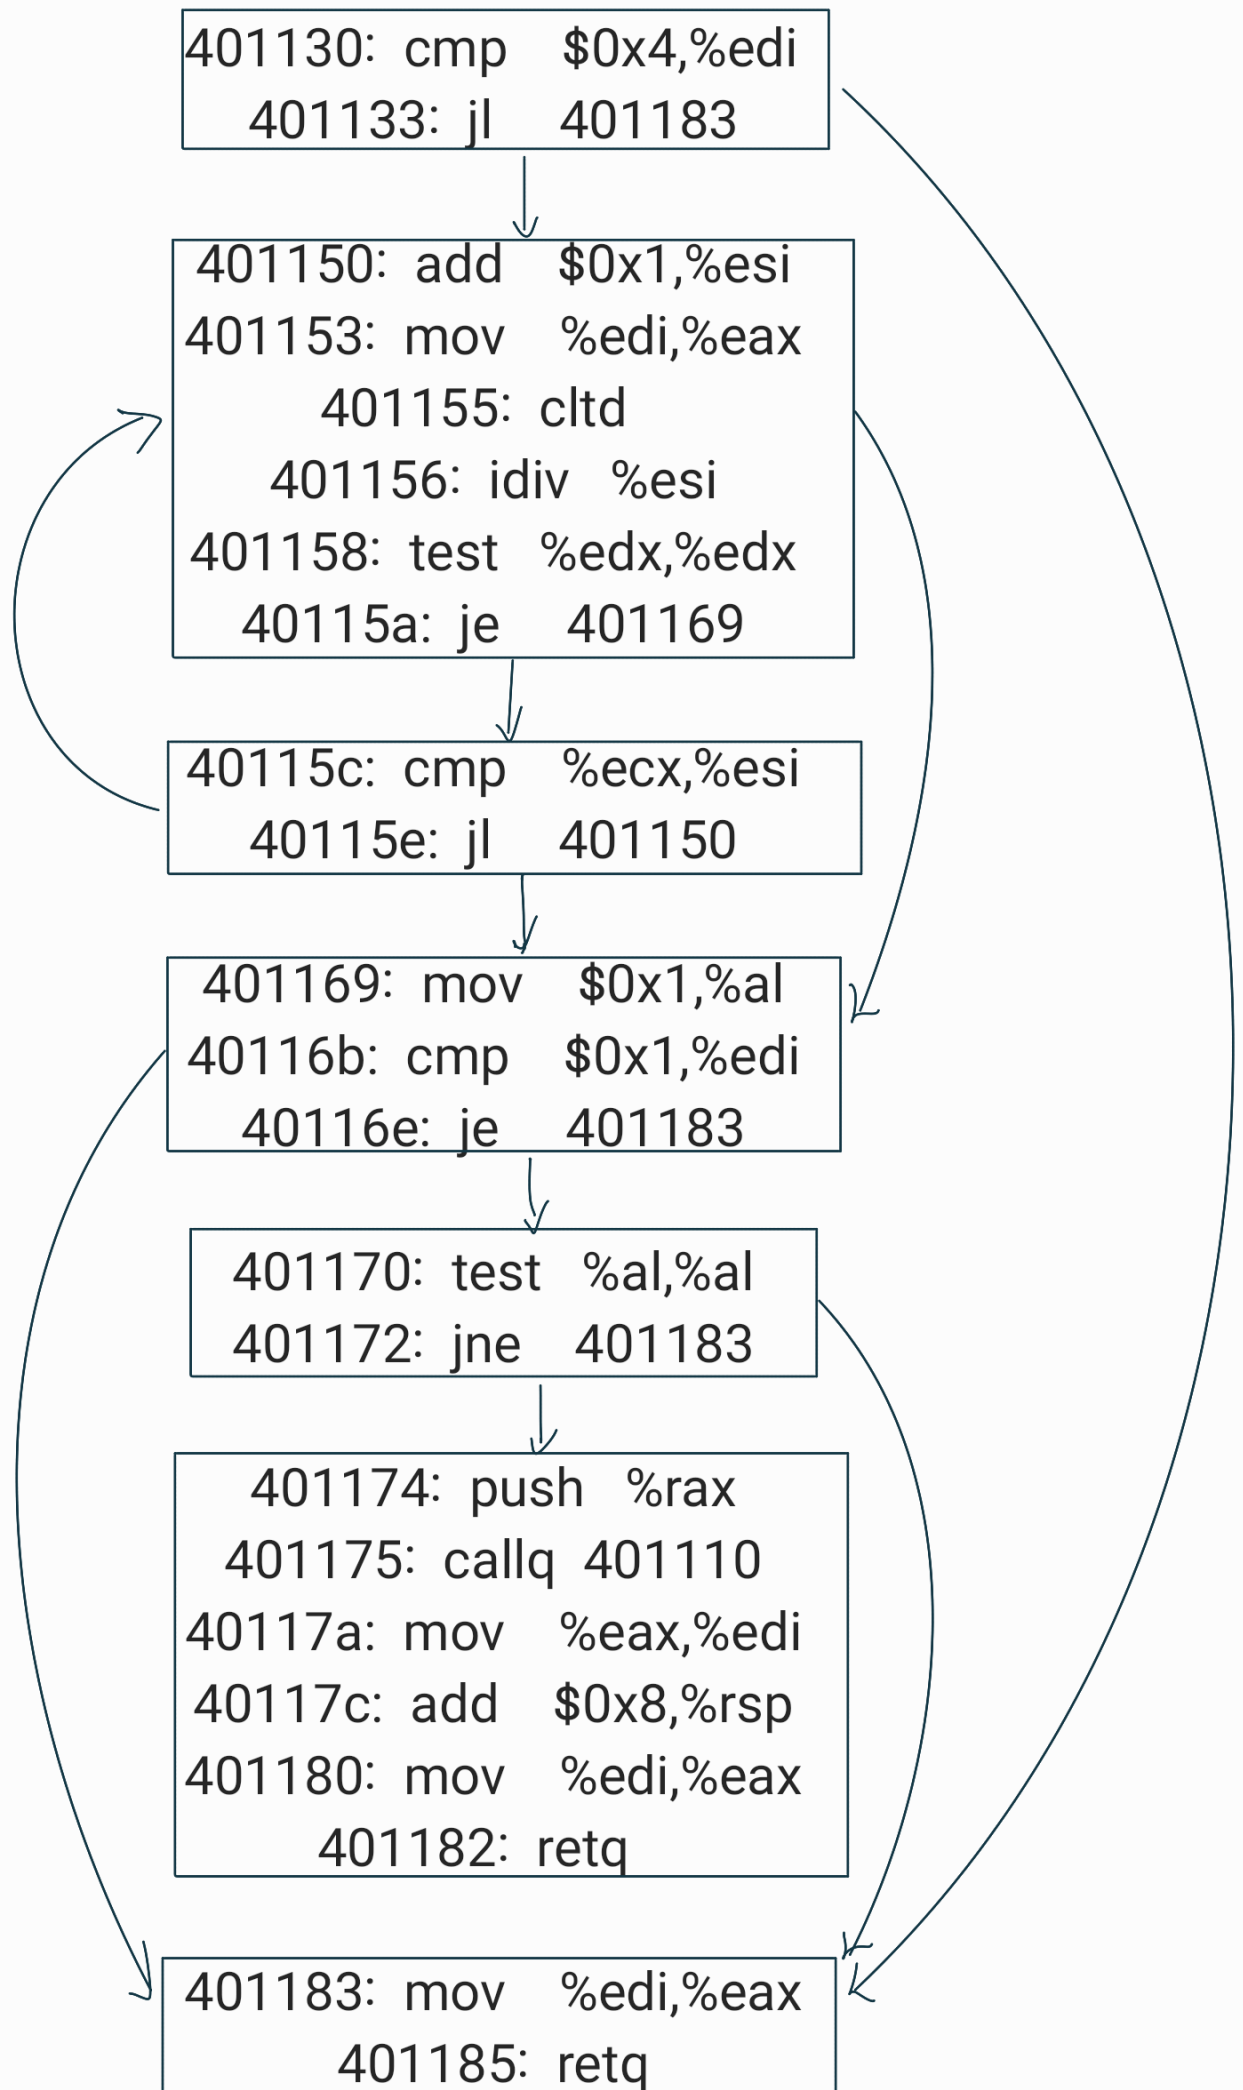 401130: cmp $0x4,%edi
401133: jl 401183
401150: add $0x1,%esi
401153: mov %edi,%eax
401155: cltd
401156: idiv %esi
401158: test %edx,%edx
40115a: je 401169
40115c: cmp %ecx,%esi
40115e: jl 401150
401169: mov $0x1,%al
40116b: cmp $0x1,%edi
40116e: je 401183
401170: test %al,%al
401172: jne 401183
401174: push %rax
401175: callq 401110
40117a: mov %eax,%edi
40117c: add $0x8,%rsp
401180: mov %edi,%eax
401182: retq
401183: mov %edi,%eax
401185: retq